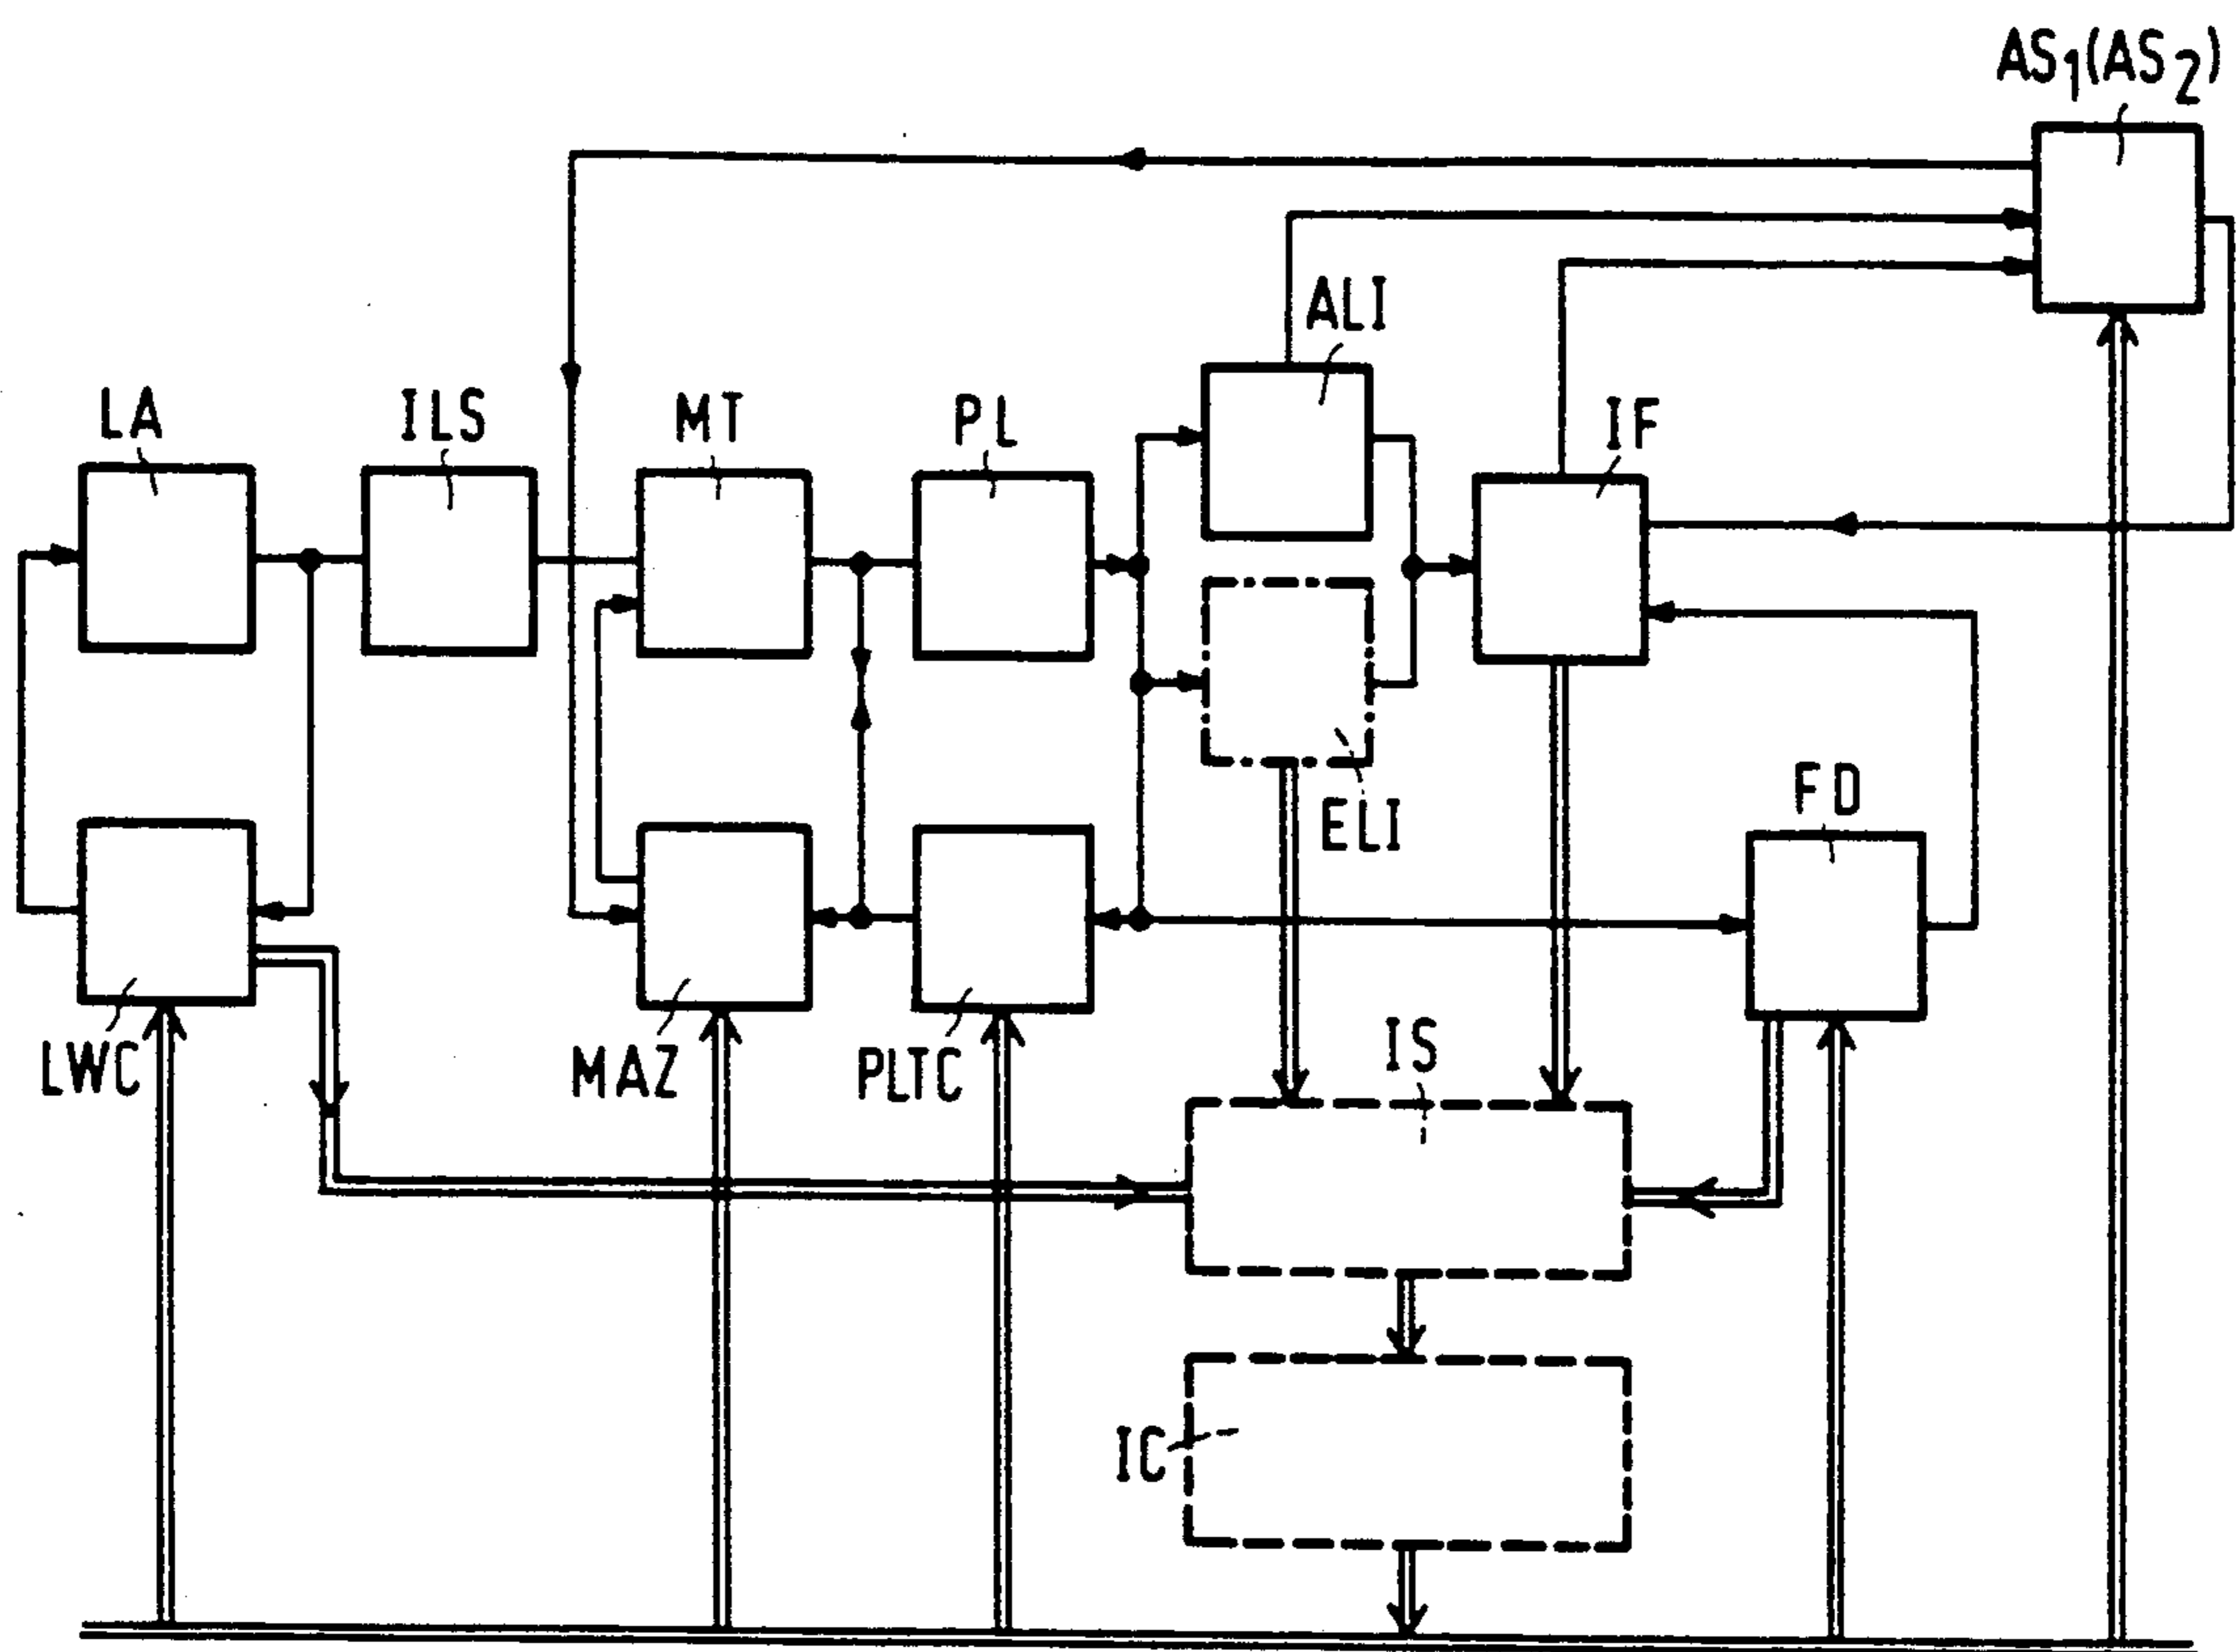 AS1(AS2)
ALI
LA
ILS
MT
PL
IF
ELI
FD
LWC
MAZ
PLTC
IS
IC